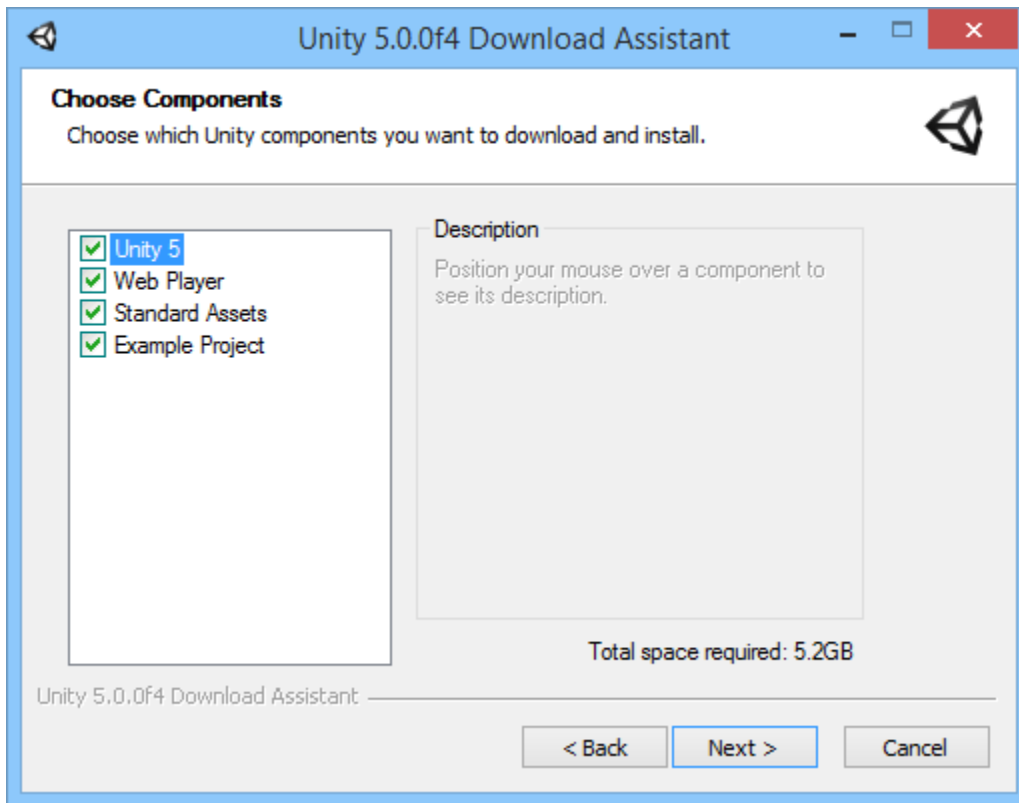 Unity 5.0.0f4 Download Assistant
Choose Components
Choose which Unity components you want to download and install.
Unity 5
Web Player
Standard Assets
Example Project
Description
Position your mouse over a component to
see its description.
Total space required: 5.2GB
Unity 5.0.0f4 Download Assistant
< Back
Next >
Cancel